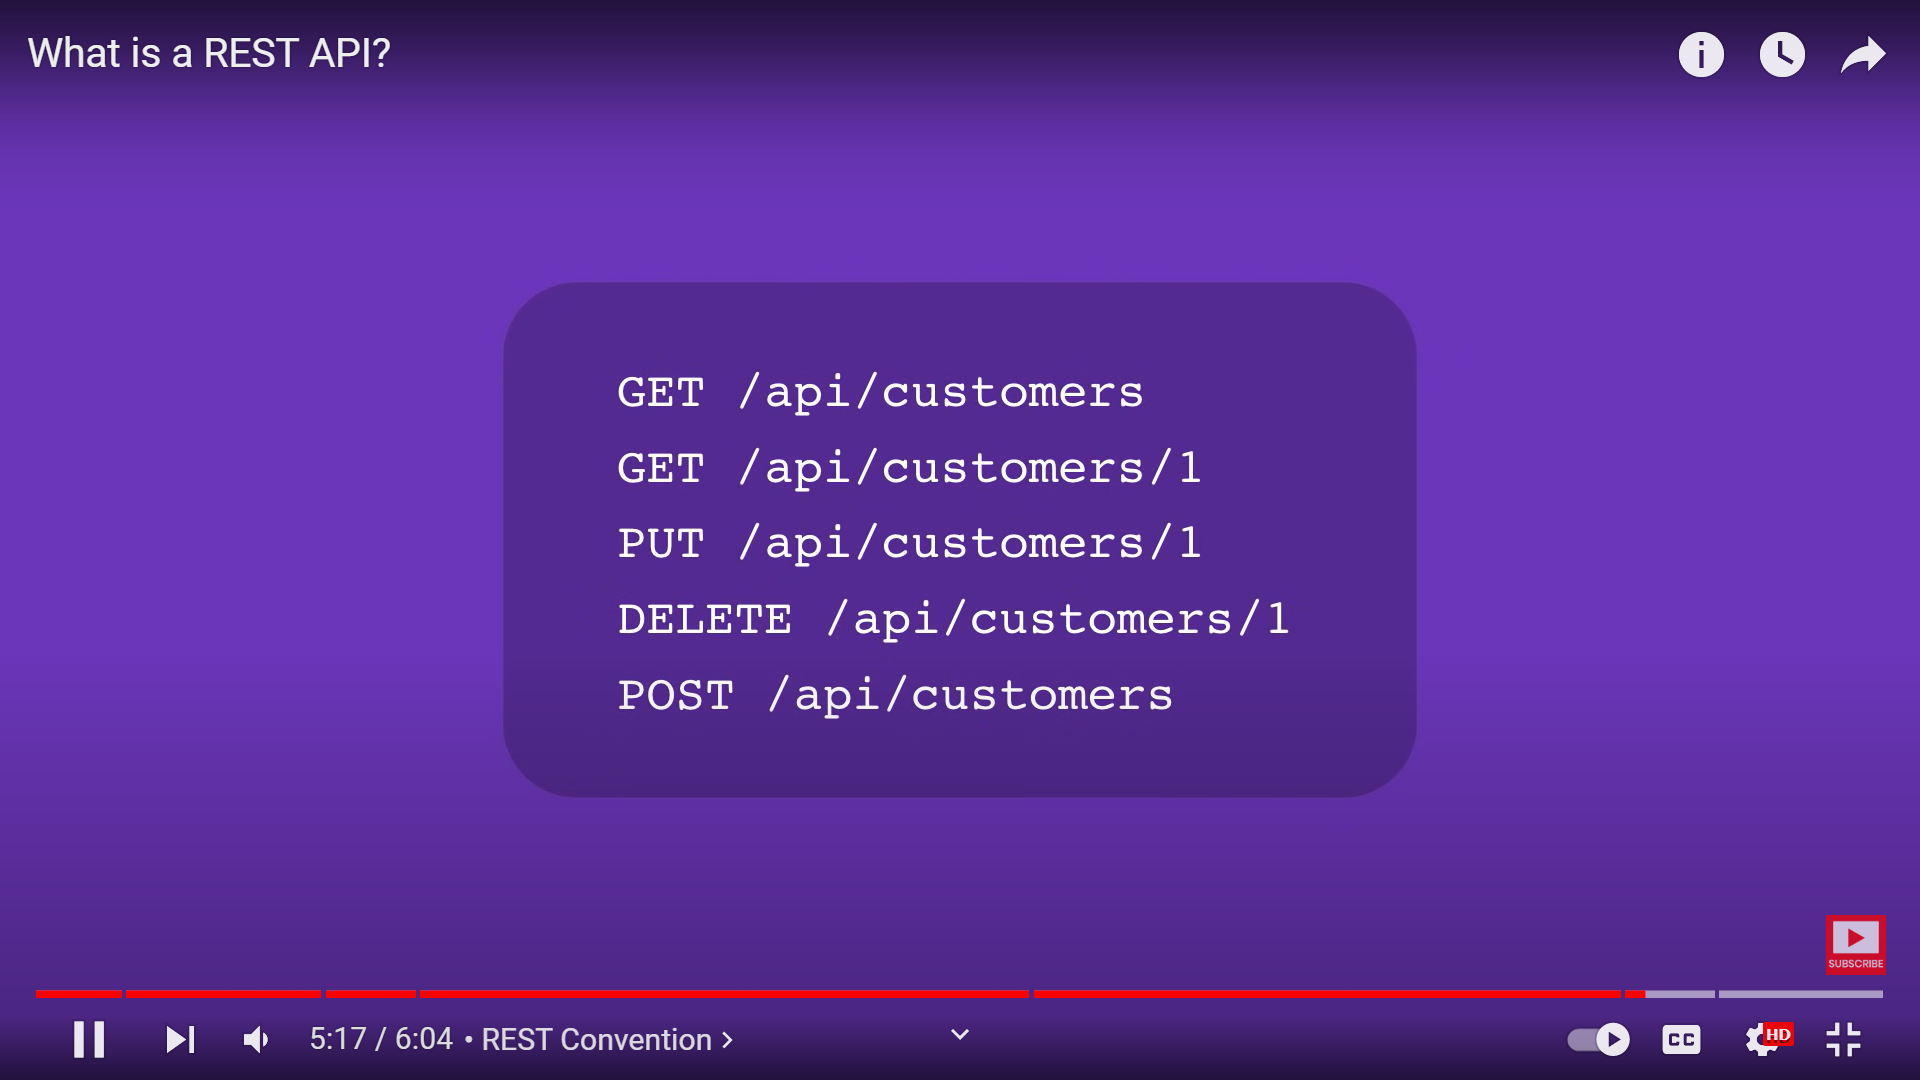 What is a REST API?
GET /api/customers
GET /api/customers/1
PUT /api/customers/1
DELETE /api/customers/1
POST /api/customers
SUBSCRIBE
5:17 / 6:04 • REST Convention
CC
HD